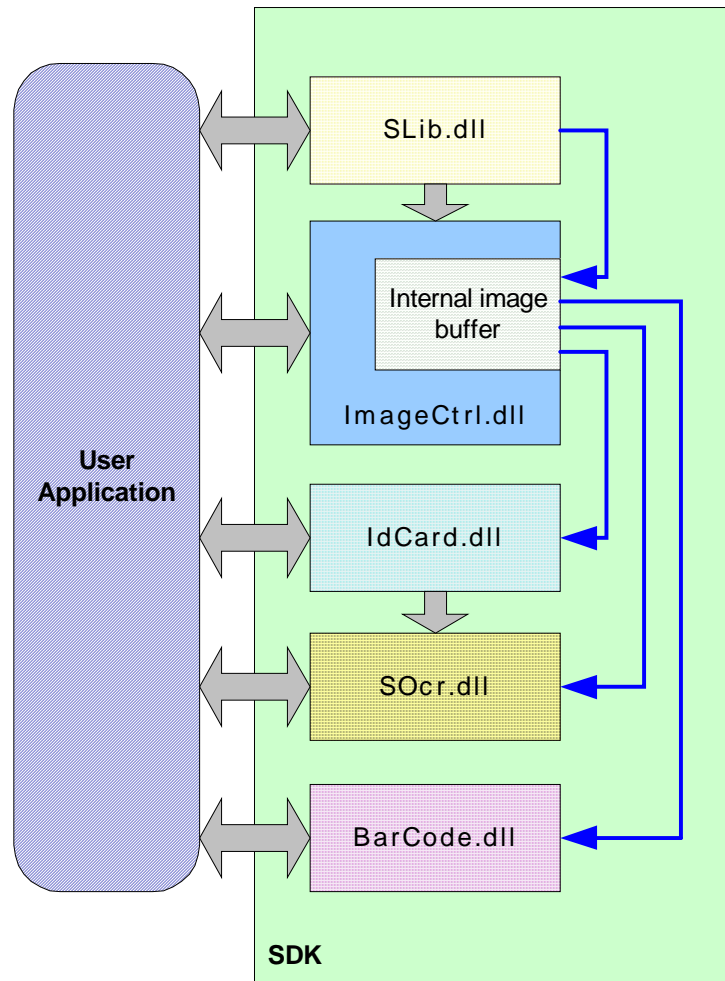 SLib.dll
Internal image
buffer
ImageCtrl.dll
User
Application
IdCard.dll
SOcr.dll
BarCode.dll
SDK